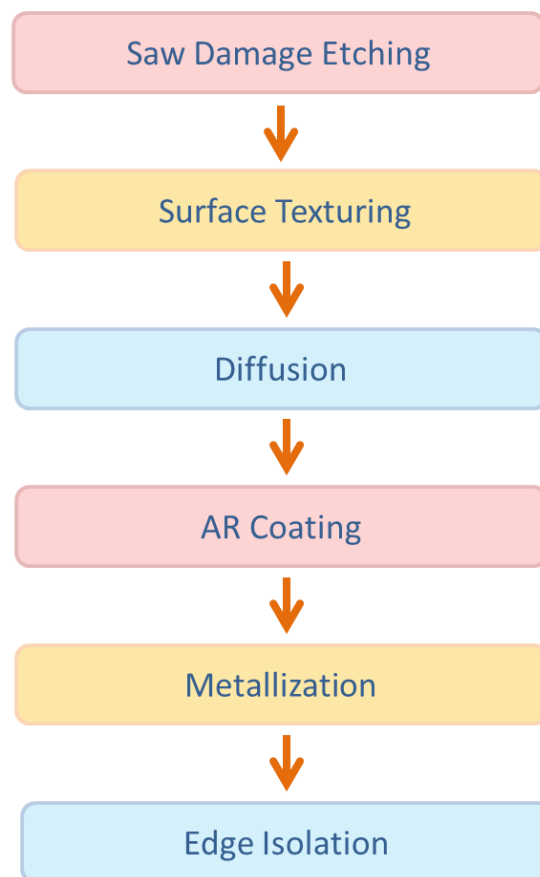 Saw Damage Etching
Surface Texturing
Diffusion
AR Coating
Metallization
Edge Isolation